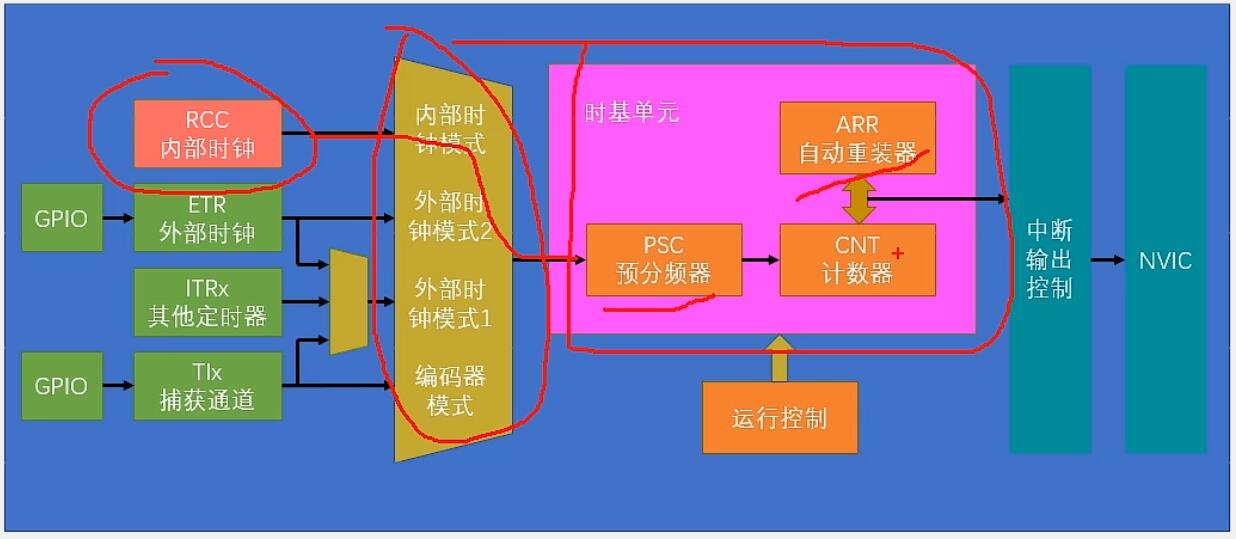 RCC
内部时钟
GPIO
ETR
外部时钟
ITRx
其他定时器
GPIO
TIx
捕获通道
内部时
钟模式
外部时
钟模式2
外部时
钟模式1
编码器
模式
时基单元
ARR
自动重装器
PSC
预分频器
CNT
计数器
运行控制
中断
输出
控制
NVIC